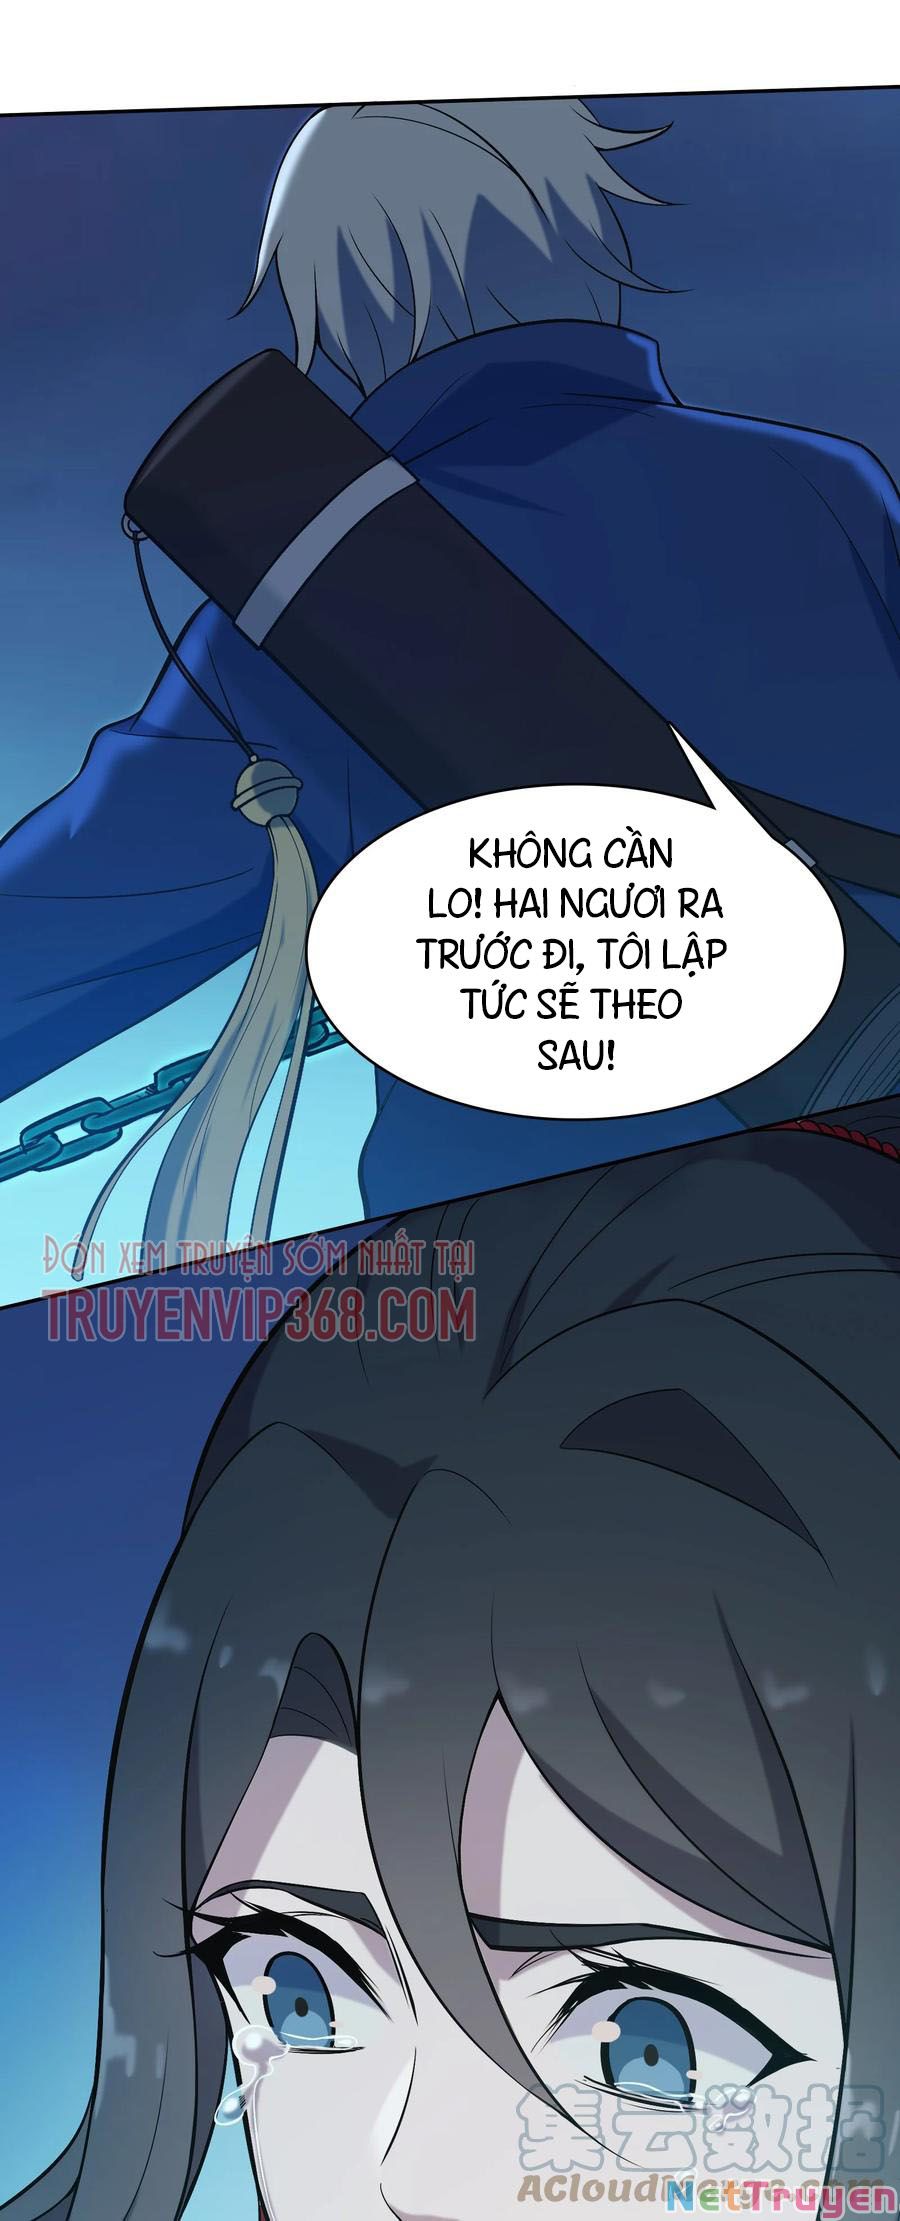 KHÔNG CẦN
LO! HAI NGƯƠI RA
TRƯỚC ĐI, TÔI LẬP
TỨC SẼ THEO
SAU!
ĐÓN XEM TRUYỆN SỚM NHẤT TẠI
TRUYENVIP368.COM
集云数据
AcloudMerge.com
NetTruyen